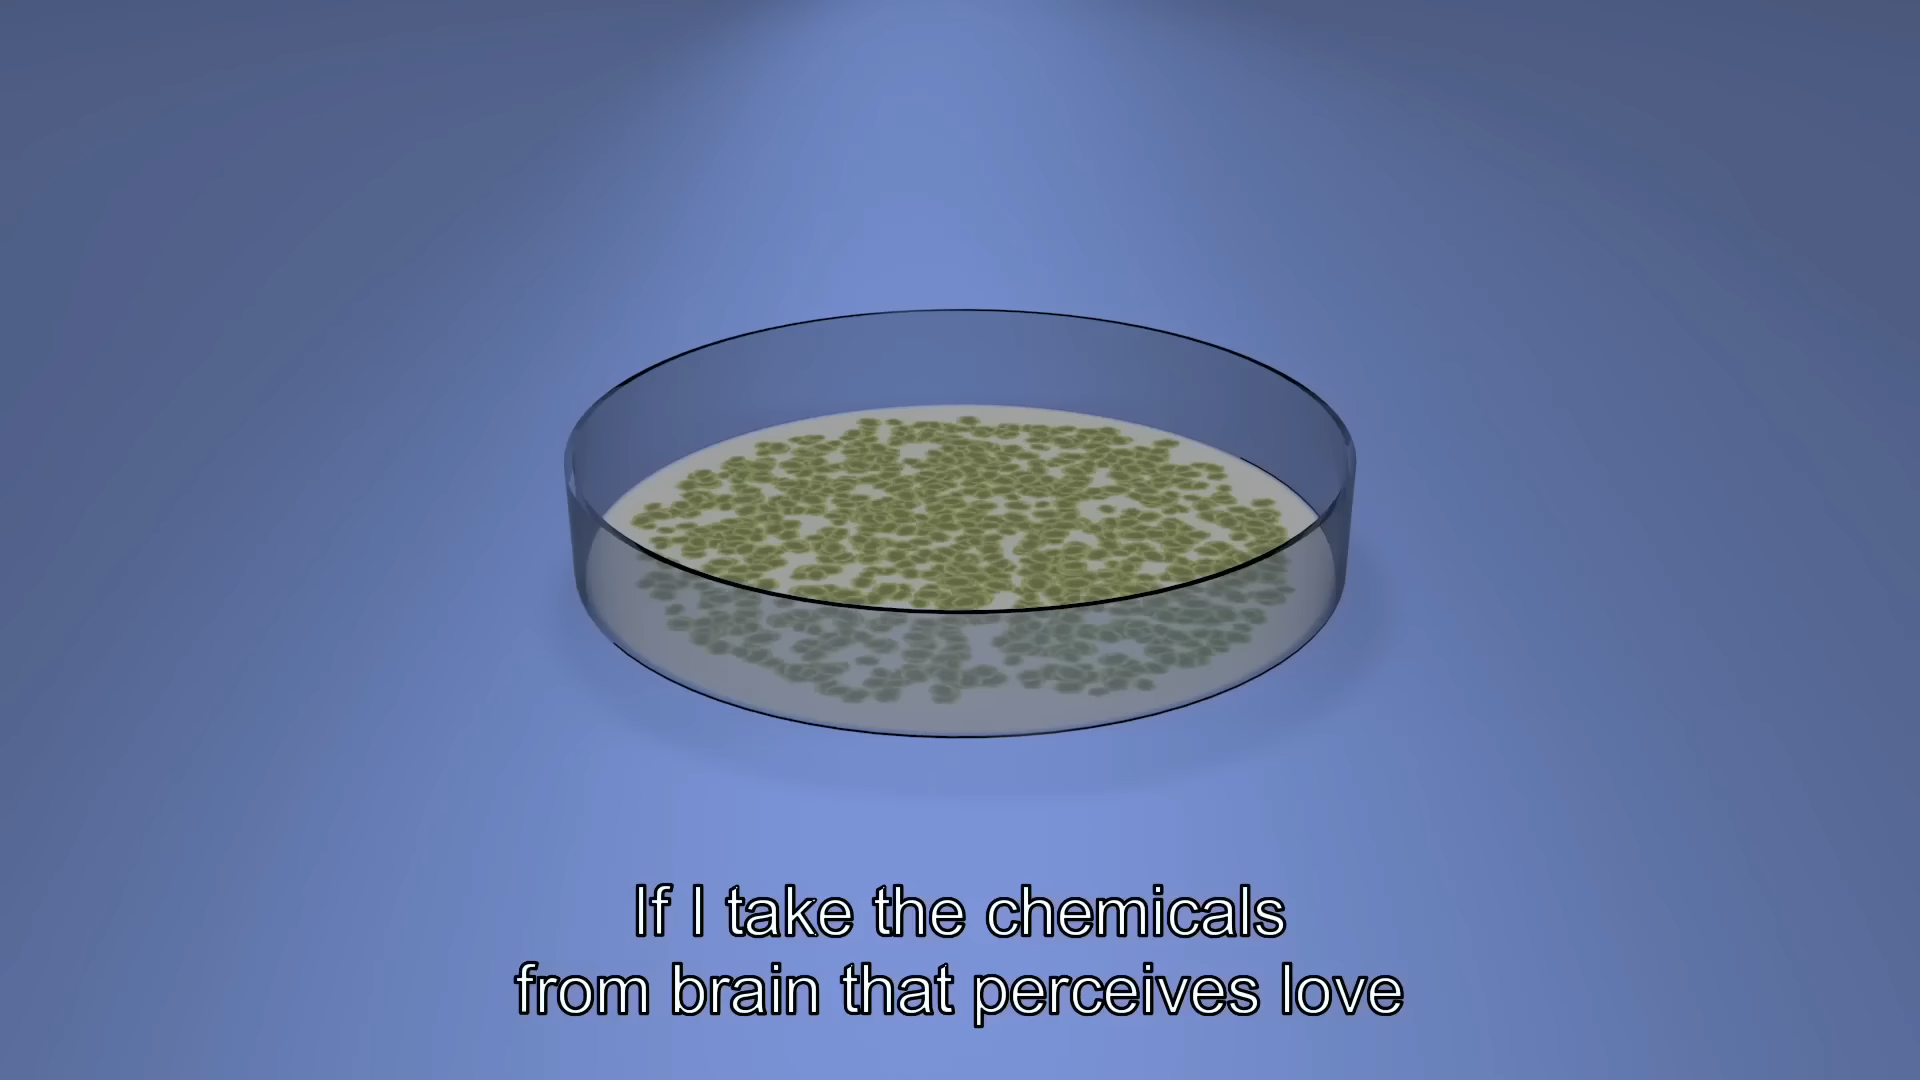 If I take the chemicals
from brain that perceives love